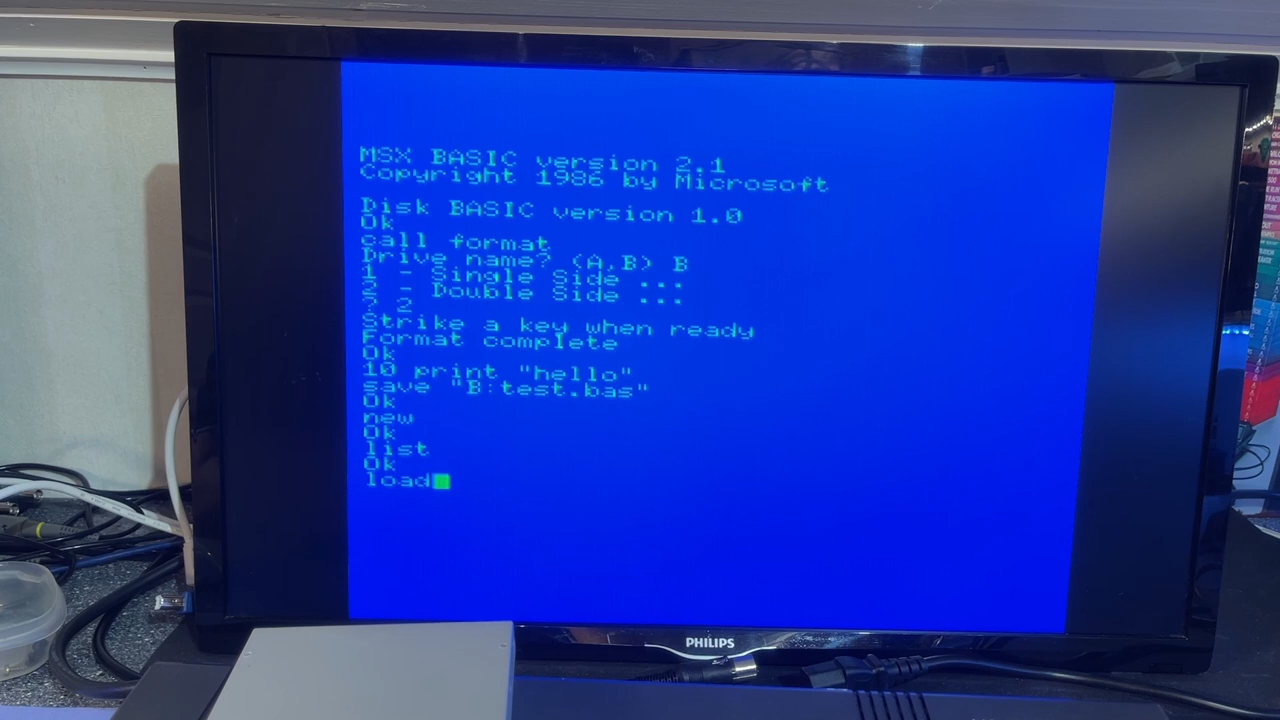 MSX BASIC version 2.1
Copyright 1986 by Microsoft
Disk BASIC version 1.0
Ok
call format
Drive name? (A,B) B
1 - Single Side ...
2 - Double Side ...
? 2
Strike a key when ready
Format complete
Ok
10 print "hello"
save "B:test.bas"
Ok
new
Ok
list
Ok
load
PHILIPS